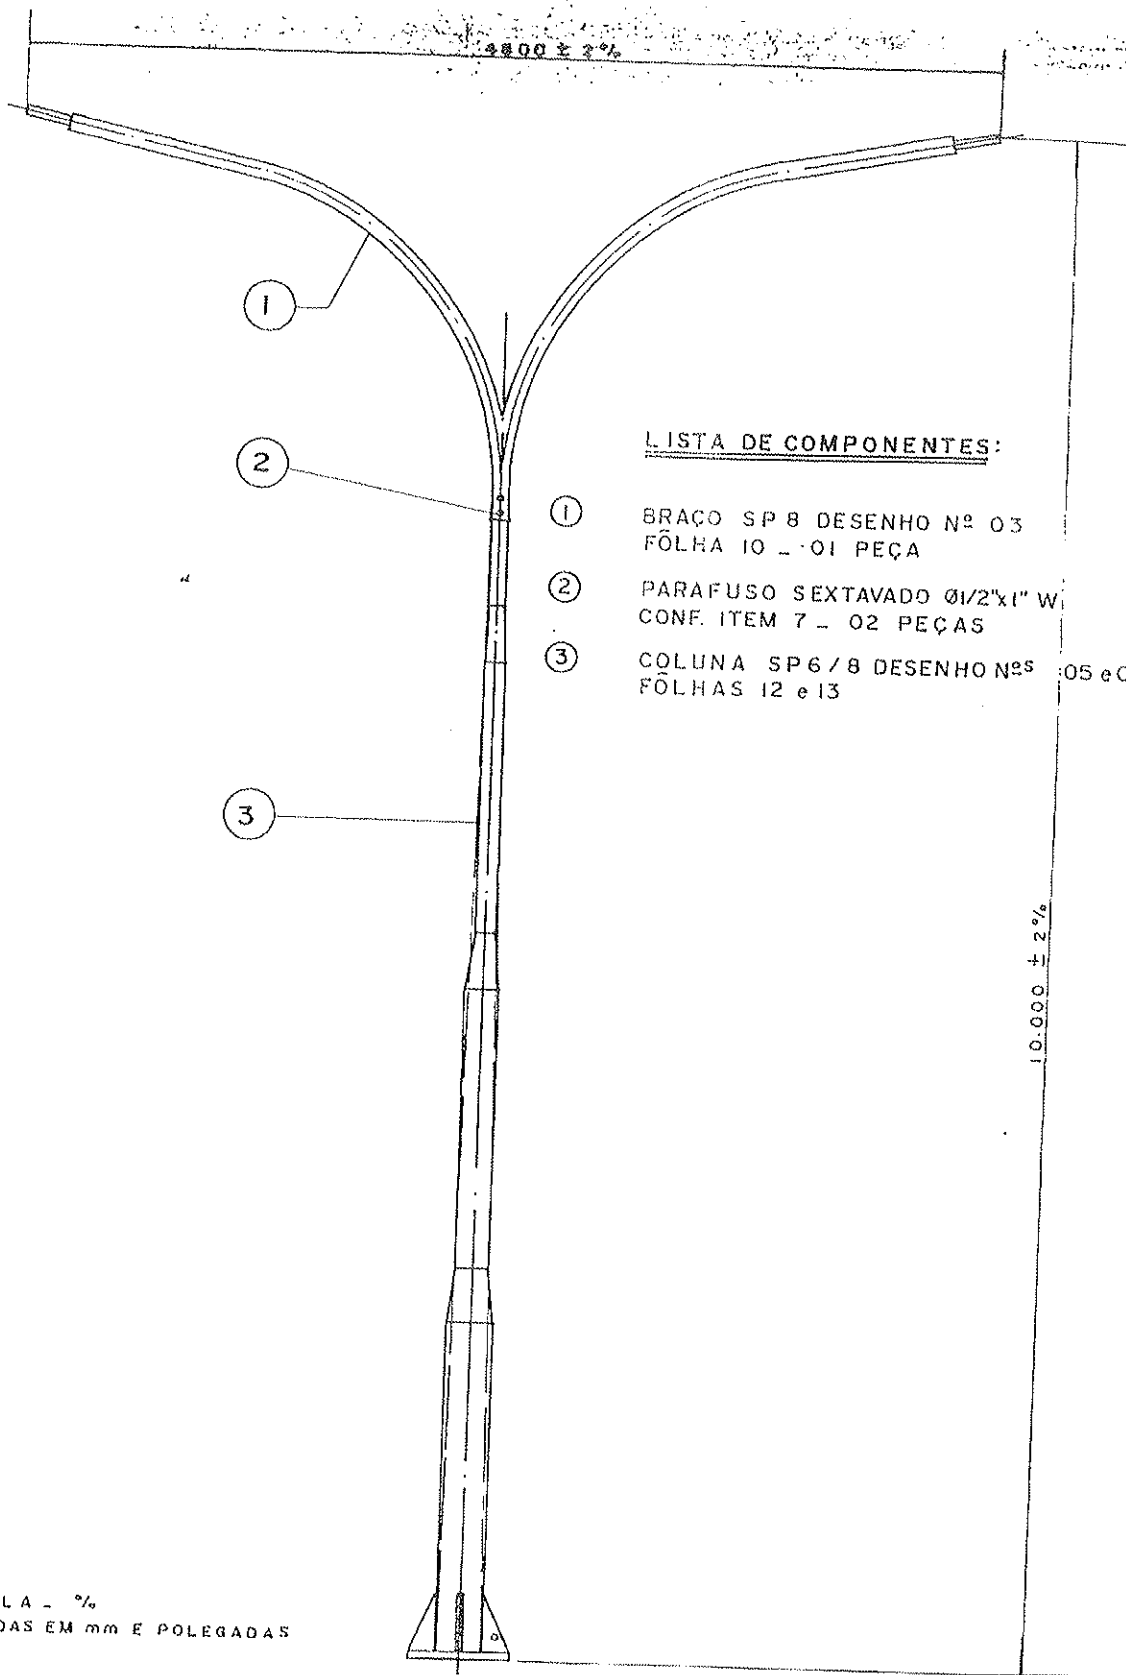 4800 ± 2%
1
2
3
LISTA DE COMPONENTES:
1 BRAÇO SP 8 DESENHO Nº 03
FÔLHA 10 _ 01 PEÇA
2 PARAFUSO SEXTAVADO Ø1/2"x1" W
CONF. ITEM 7 _ 02 PEÇAS
3 COLUNA SP6/8 DESENHO NºS 05 e
FÔLHAS 12 e 13
10.000 ± 2%
LA _ %
DAS EM mm E POLEGADAS